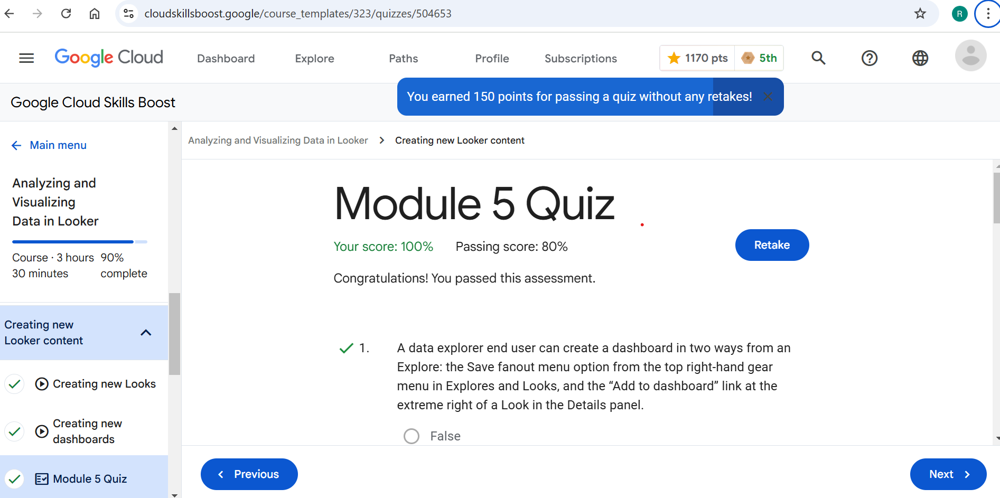 cloudskillsboost.google/course_templates/323/quizzes/504653
R
Google Cloud
Dashboard
Explore
Paths
Profile
Subscriptions
1170 pts
5th
You earned 150 points for passing a quiz without any retakes!
Google Cloud Skills Boost
Main menu
Analyzing and
Visualizing
Data in Looker
Course · 3 hours
30 minutes
90%
complete
Creating new
Looker content
Creating new Looks
Creating new
dashboards
Module 5 Quiz
Analyzing and Visualizing Data in Looker
Creating new Looker content
Module 5 Quiz
Your score: 100%
Passing score: 80%
Retake
Congratulations! You passed this assessment.
1.
A data explorer end user can create a dashboard in two ways from an
Explore: the Save fanout menu option from the top right-hand gear
menu in Explores and Looks, and the “Add to dashboard” link at the
extreme right of a Look in the Details panel.
False
Previous
Next